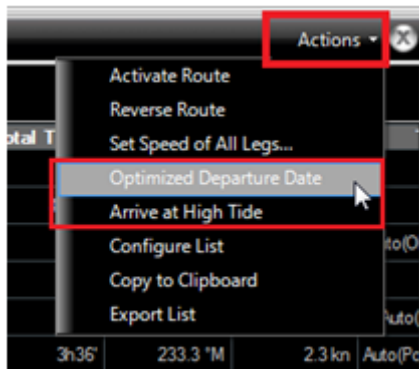 Actions
Activate Route
Reverse Route
Set Speed of All Legs...
Optimized Departure Date
Arrive at High Tide
Configure List
Copy to Clipboard
Export List
3h36' 233.3 °M 2.3 kn